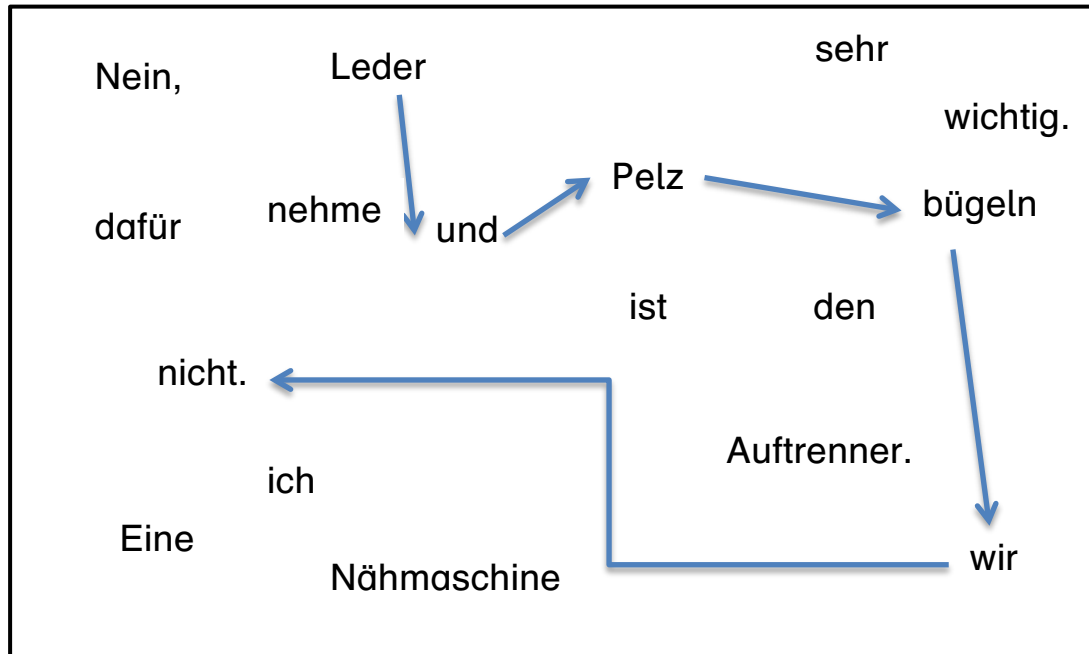 sehr
Nein,
Leder
wichtig.
Pelz
bügeln
dafür
nehme
und
ist
den
nicht.
Auftrenner.
ich
Eine
wir
Nähmaschine